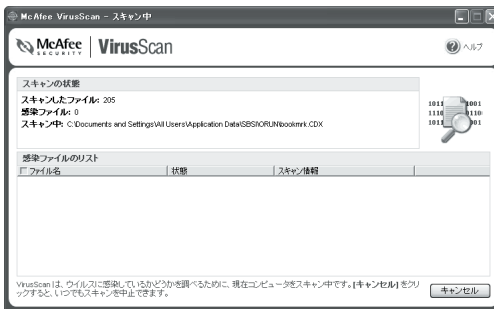 McAfee VirusScan - スキャン中
McAfee SECURITY VirusScan
ヘルプ
スキャンの状態
スキャンしたファイル: 205
感染ファイル: 0
スキャン中: C:\Documents and Settings\All Users\Application Data\SBSI\ORUN\bookmrk.CDX
感染ファイルのリスト
ファイル名 状態 スキャン情報
VirusScan は、ウイルスに感染しているかどうかを調べるために、現在コンピュータをスキャン中です。[キャンセル] をクリ
ックすると、いつでもスキャンを中止できます。
キャンセル